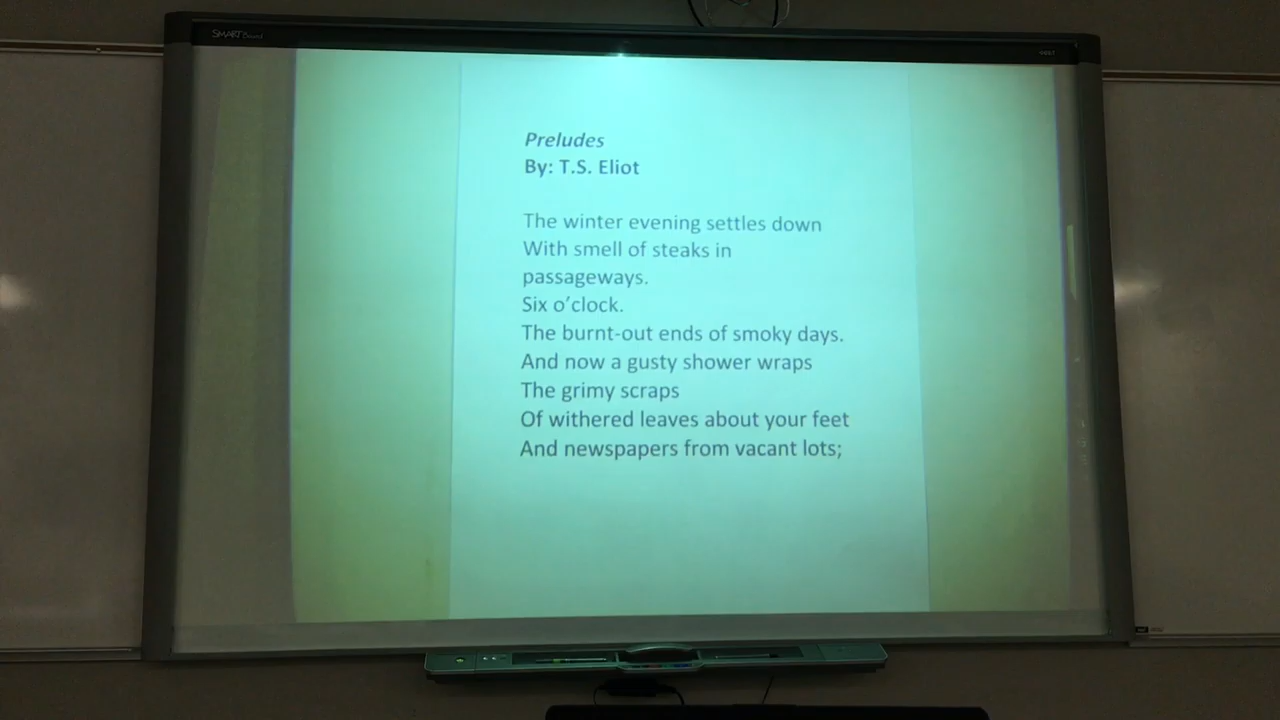 SMART Board
Preludes
By: T.S. Eliot
The winter evening settles down
With smell of steaks in
passageways.
Six o’clock.
The burnt-out ends of smoky days.
And now a gusty shower wraps
The grimy scraps
Of withered leaves about your feet
And newspapers from vacant lots;